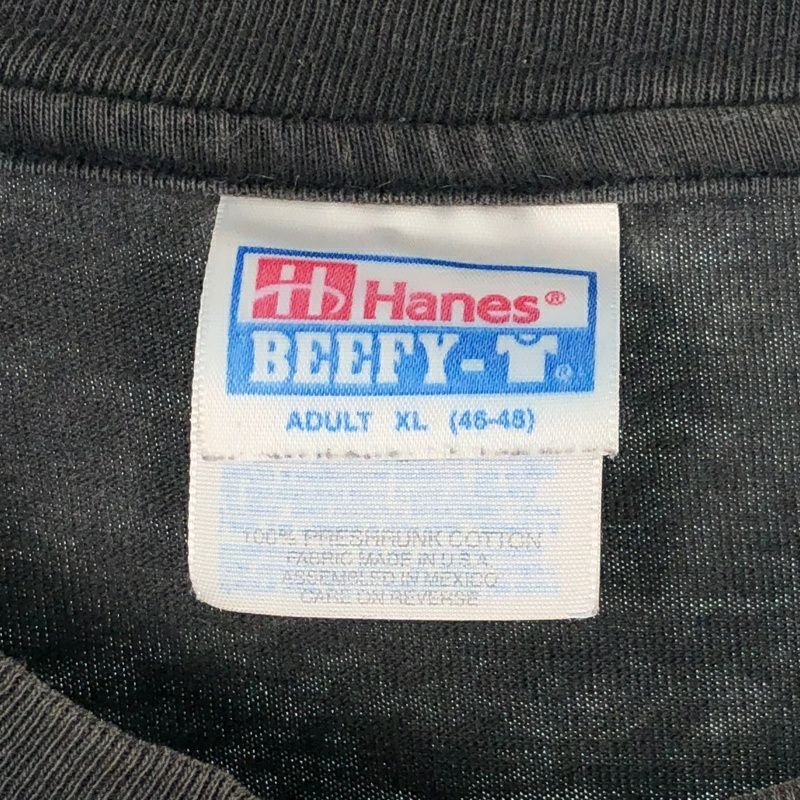 Hanes®
BEEFY-
ADULT XL (46-48)
100% PRESHRUNK COTTON
FABRIC MADE IN U.S.A.
ASSEMBLED IN MEXICO
CARE ON REVERSE